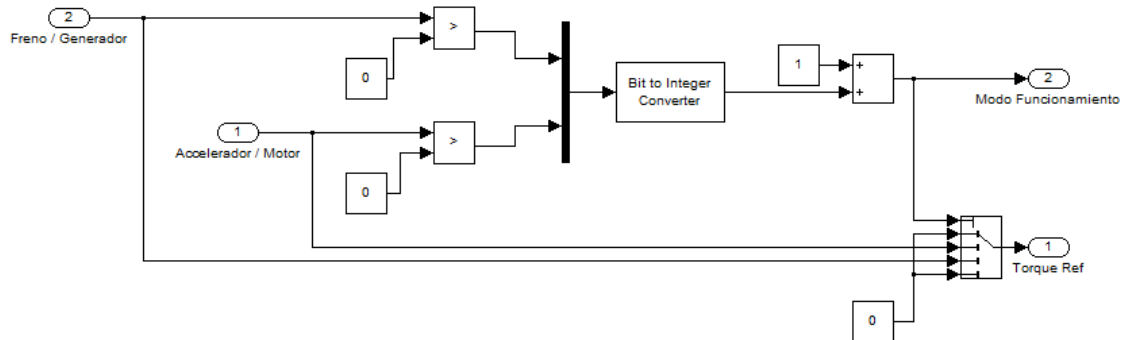 2
Freno / Generador
>
0
Bit to Integer
Converter
1
+
+
2
Modo Funcionamiento
1
Accelerador / Motor
>
0
1
Torque Ref
0